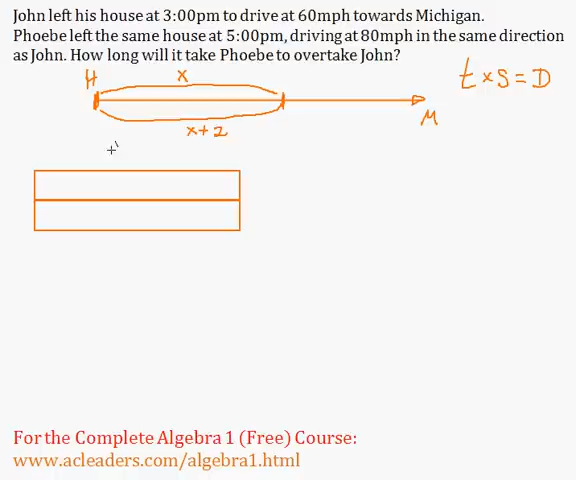 John left his house at 3:00pm to drive at 60mph towards Michigan.
Phoebe left the same house at 5:00pm, driving at 80mph in the same direction
as John. How long will it take Phoebe to overtake John?
H x t x S = D
M
x + 2
For the Complete Algebra 1 (Free) Course:
www.acleaders.com/algebra1.html